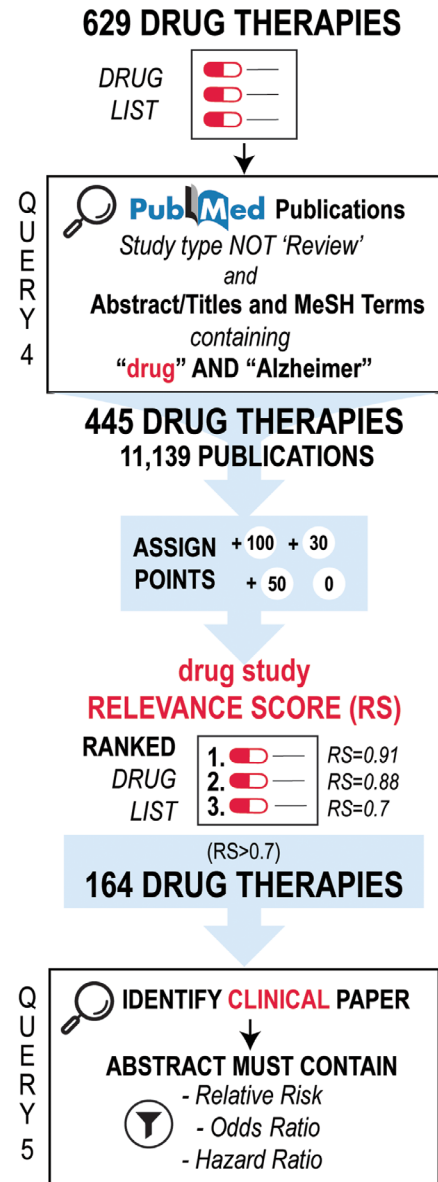 629 DRUG THERAPIES
DRUG
LIST
QUERY 4
PubMed Publications
Study type NOT 'Review'
and
Abstract/Titles and MeSH Terms
containing
“drug” AND “Alzheimer”
445 DRUG THERAPIES
11,139 PUBLICATIONS
ASSIGN
POINTS
+ 100 + 30
+ 50 0
drug study
RELEVANCE SCORE (RS)
RANKED
DRUG
LIST
1. RS=0.91
2. RS=0.88
3. RS=0.7
(RS>0.7)
164 DRUG THERAPIES
QUERY 5
IDENTIFY CLINICAL PAPER
ABSTRACT MUST CONTAIN
- Relative Risk
- Odds Ratio
- Hazard Ratio